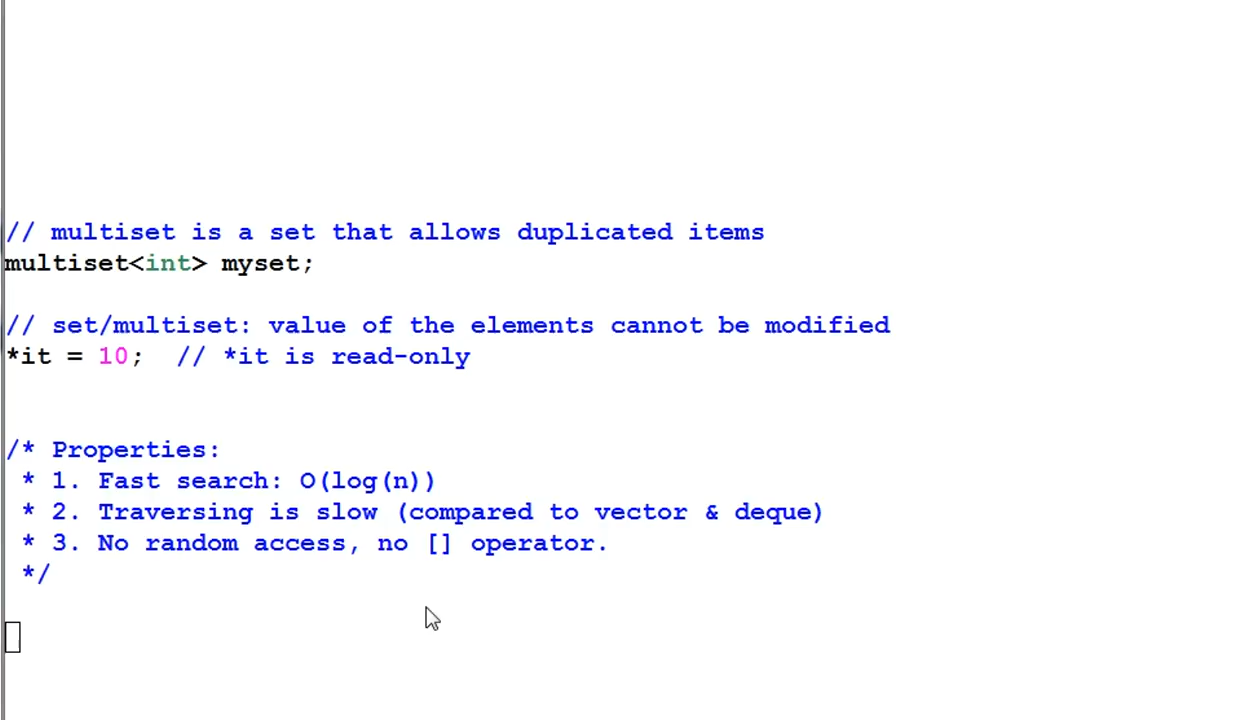 // multiset is a set that allows duplicated items
multiset<int> myset;
// set/multiset: value of the elements cannot be modified
*it = 10;  // *it is read-only
/* Properties:
 * 1. Fast search: O(log(n))
 * 2. Traversing is slow (compared to vector & deque)
 * 3. No random access, no [] operator.
 */